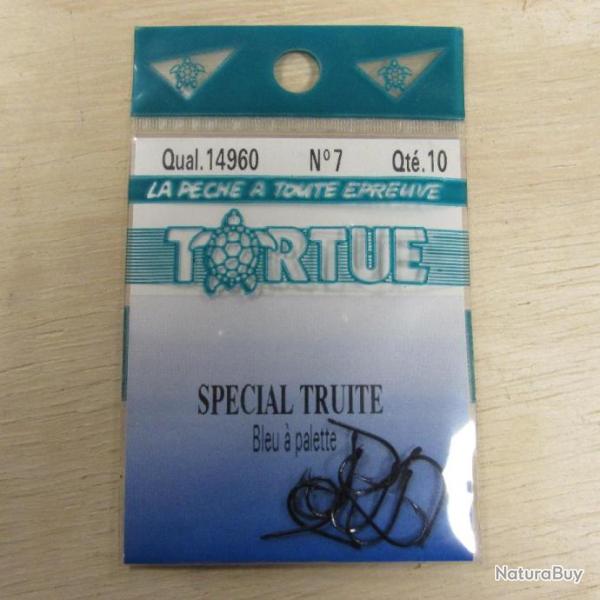 Qual.14960 N°7 Qté.10
LA PECHE A TOUTE EPREUVE
TORTUE
SPECIAL TRUITE
Bleu à palette
NaturaBuy